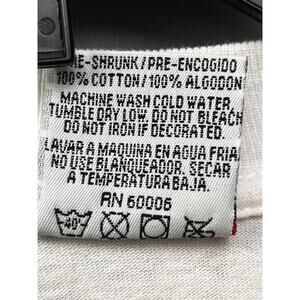 PRE-SHRUNK / PRE-ENCOGIDO
100% COTTON/100% ALGODON
MACHINE WASH COLD WATER,
TUMBLE DRY LOW. DO NOT BLEACH
DO NOT IRON IF DECORATED.
LAVAR A MAQUINA EN AGUA FRIA
NO USE BLANQUEADOR. SECAR
A TEMPERATURA BAJA.
RN 60006
40°